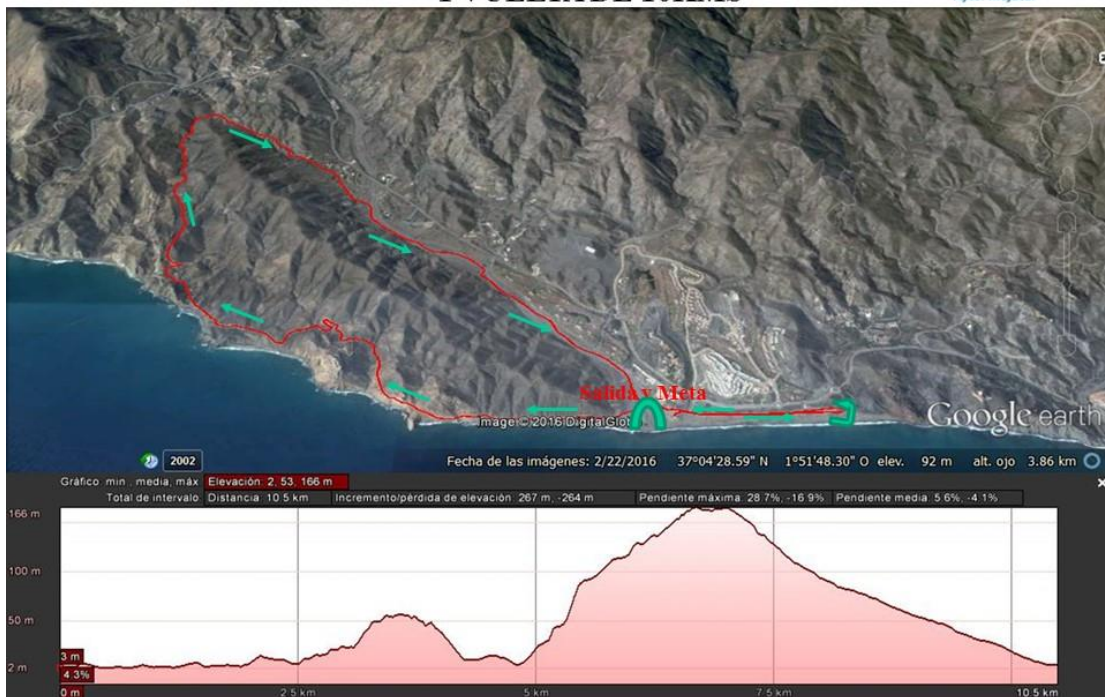 Salida y Meta
Image © 2016 DigitalGlob
Google earth
2002
Fecha de las imágenes: 2/22/2016 37°04'28.59" N 1°51'48.30" O elev. 92 m alt. ojo 3.86 km
Gráfico: min., media, máx. Elevación: 2, 53, 166 m
Total de intervalo: Distancia: 10.5 km Incremento/pérdida de elevación: 267 m, -264 m Pendiente máxima: 28.7%, -16.9% Pendiente media: 5.6%, -4.1%
166 m
100 m
50 m
3 m
2 m
4.3%
0 m 2.5 km 5 km 7.5 km 10.5 km